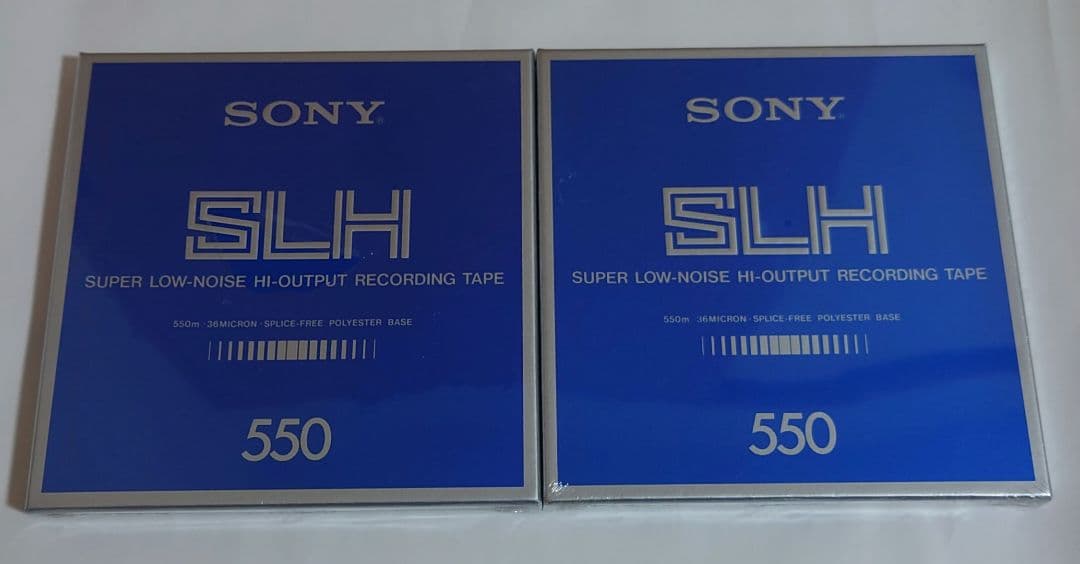 SONY®
SLH
SUPER LOW-NOISE HI-OUTPUT RECORDING TAPE
550m · 36MICRON · SPLICE-FREE POLYESTER BASE
550
SONY®
SLH
SUPER LOW-NOISE HI-OUTPUT RECORDING TAPE
550m · 36MICRON · SPLICE-FREE POLYESTER BASE
550